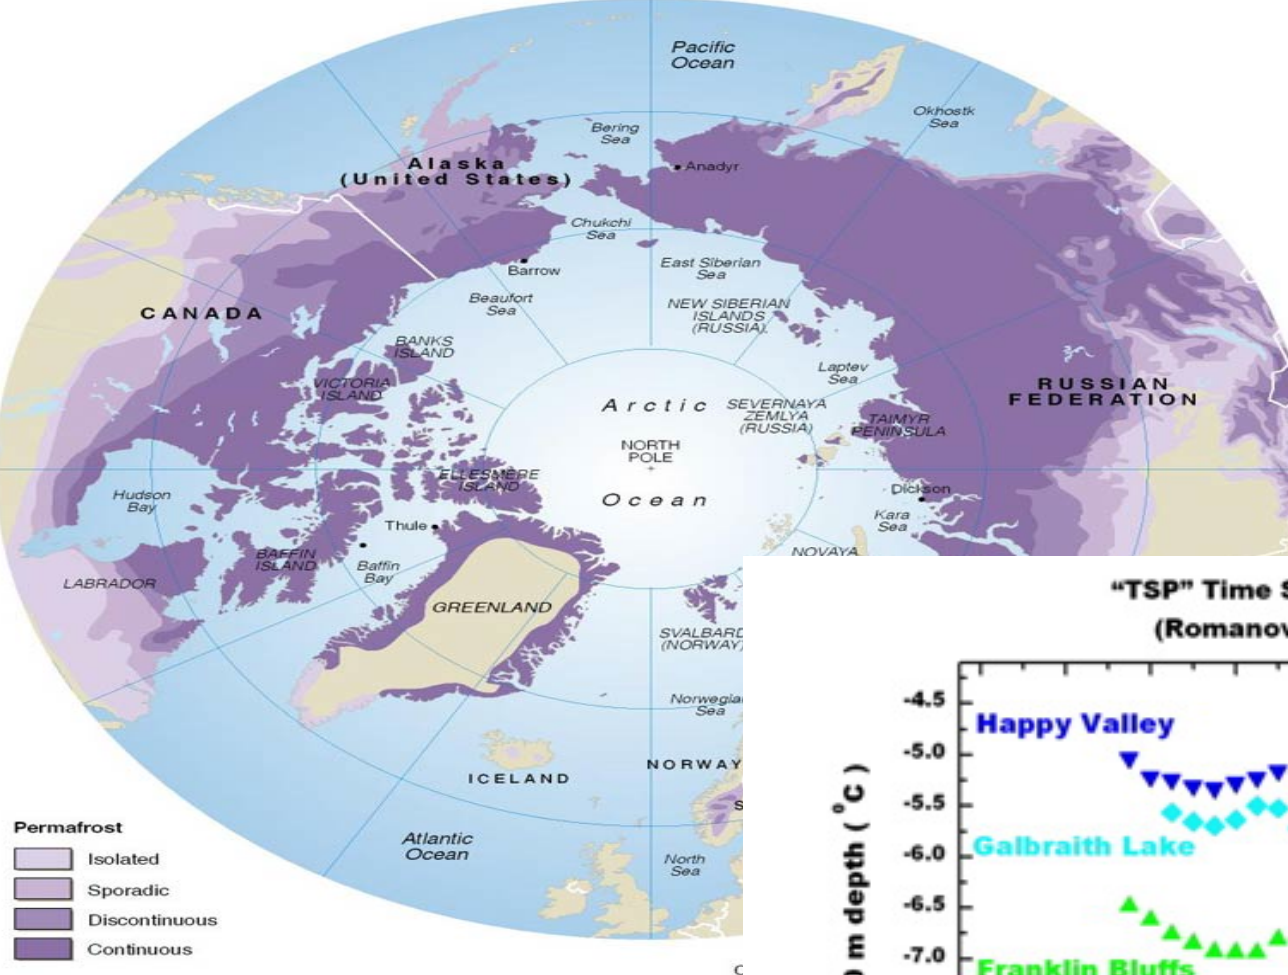 Pacific
Ocean
Okhostk
Sea
Bering
Sea
Alaska
(United States)
Anadyr
Chukchi
Sea
Barrow
East Siberian
Sea
Beaufort
Sea
NEW SIBERIAN
ISLANDS
(RUSSIA)
CANADA
BANKS
ISLAND
VICTORIA
ISLAND
Laptev
Sea
RUSSIAN
FEDERATION
Arctic
SEVERNAYA
ZEMLYA
(RUSSIA)
TAIMYR
PENINSULA
NORTH
POLE
ELLESMERE
ISLAND
Ocean
Hudson
Bay
Dickson
Kara
Sea
Thule
NOVAYA
BAFFIN
ISLAND
Baffin
Bay
LABRADOR
GREENLAND
SVALBARD
(NORWAY)
Norwegia
Sea
ICELAND
NORWAY
S
Atlantic
Ocean
North
Sea
Permafrost
Isolated
Sporadic
Discontinuous
Continuous
"TSP" Time S
(Romanov
-4.5
Happy Valley
-5.0
-5.5
Galbraith Lake
-6.0
-6.5
-7.0
Franklin Bluffs
m depth (°C)